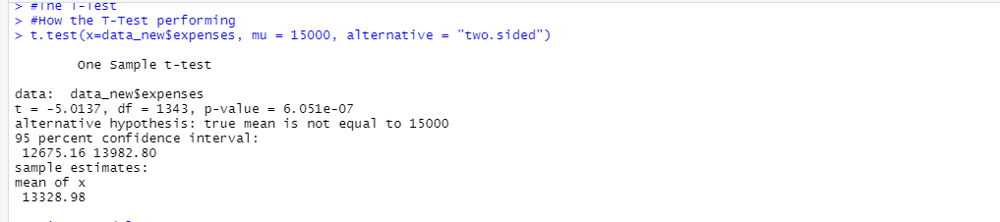 > #The T-Test
> #How the T-Test performing
> t.test(x=data_new$expenses, mu = 15000, alternative = "two.sided")
One Sample t-test
data:  data_new$expenses
t = -5.0137, df = 1343, p-value = 6.051e-07
alternative hypothesis: true mean is not equal to 15000
95 percent confidence interval:
12675.16 13982.80
sample estimates:
mean of x
13328.98